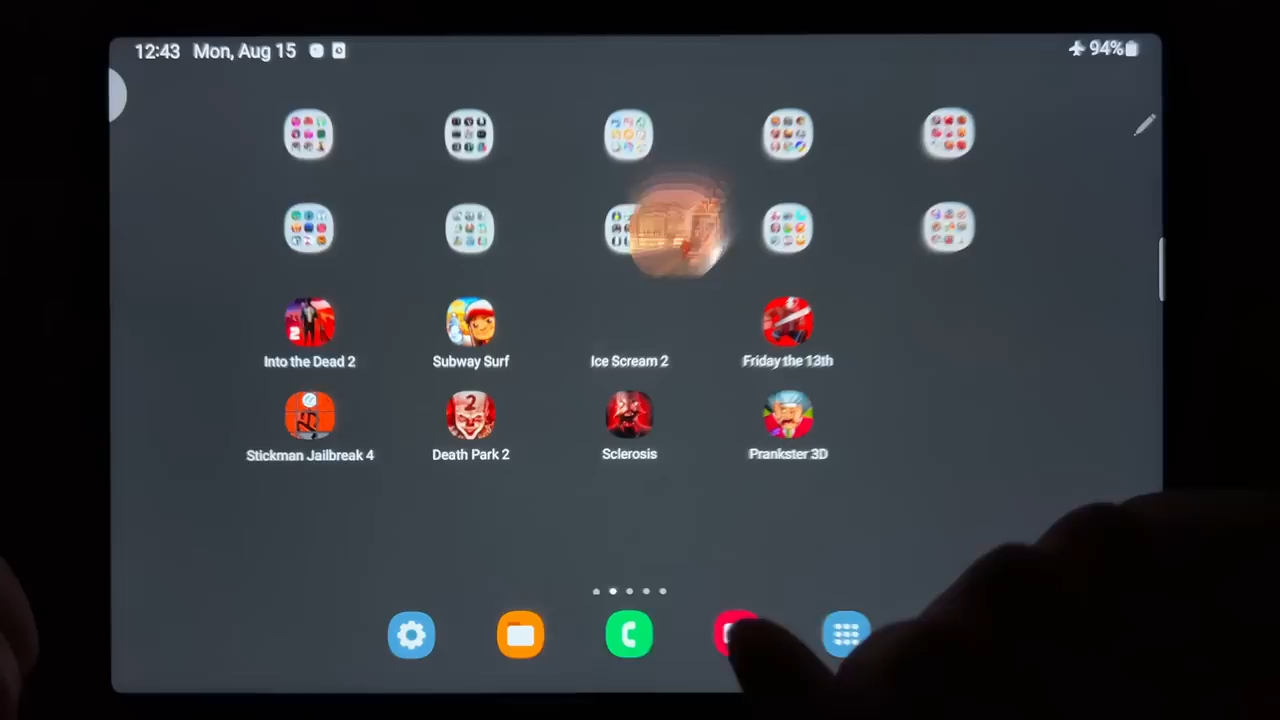 12:43 Mon, Aug 15 94%
Into the Dead 2 Subway Surf Ice Scream 2 Friday the 13th
2
Stickman Jailbreak 4 Death Park 2 Sclerosis Prankster 3D